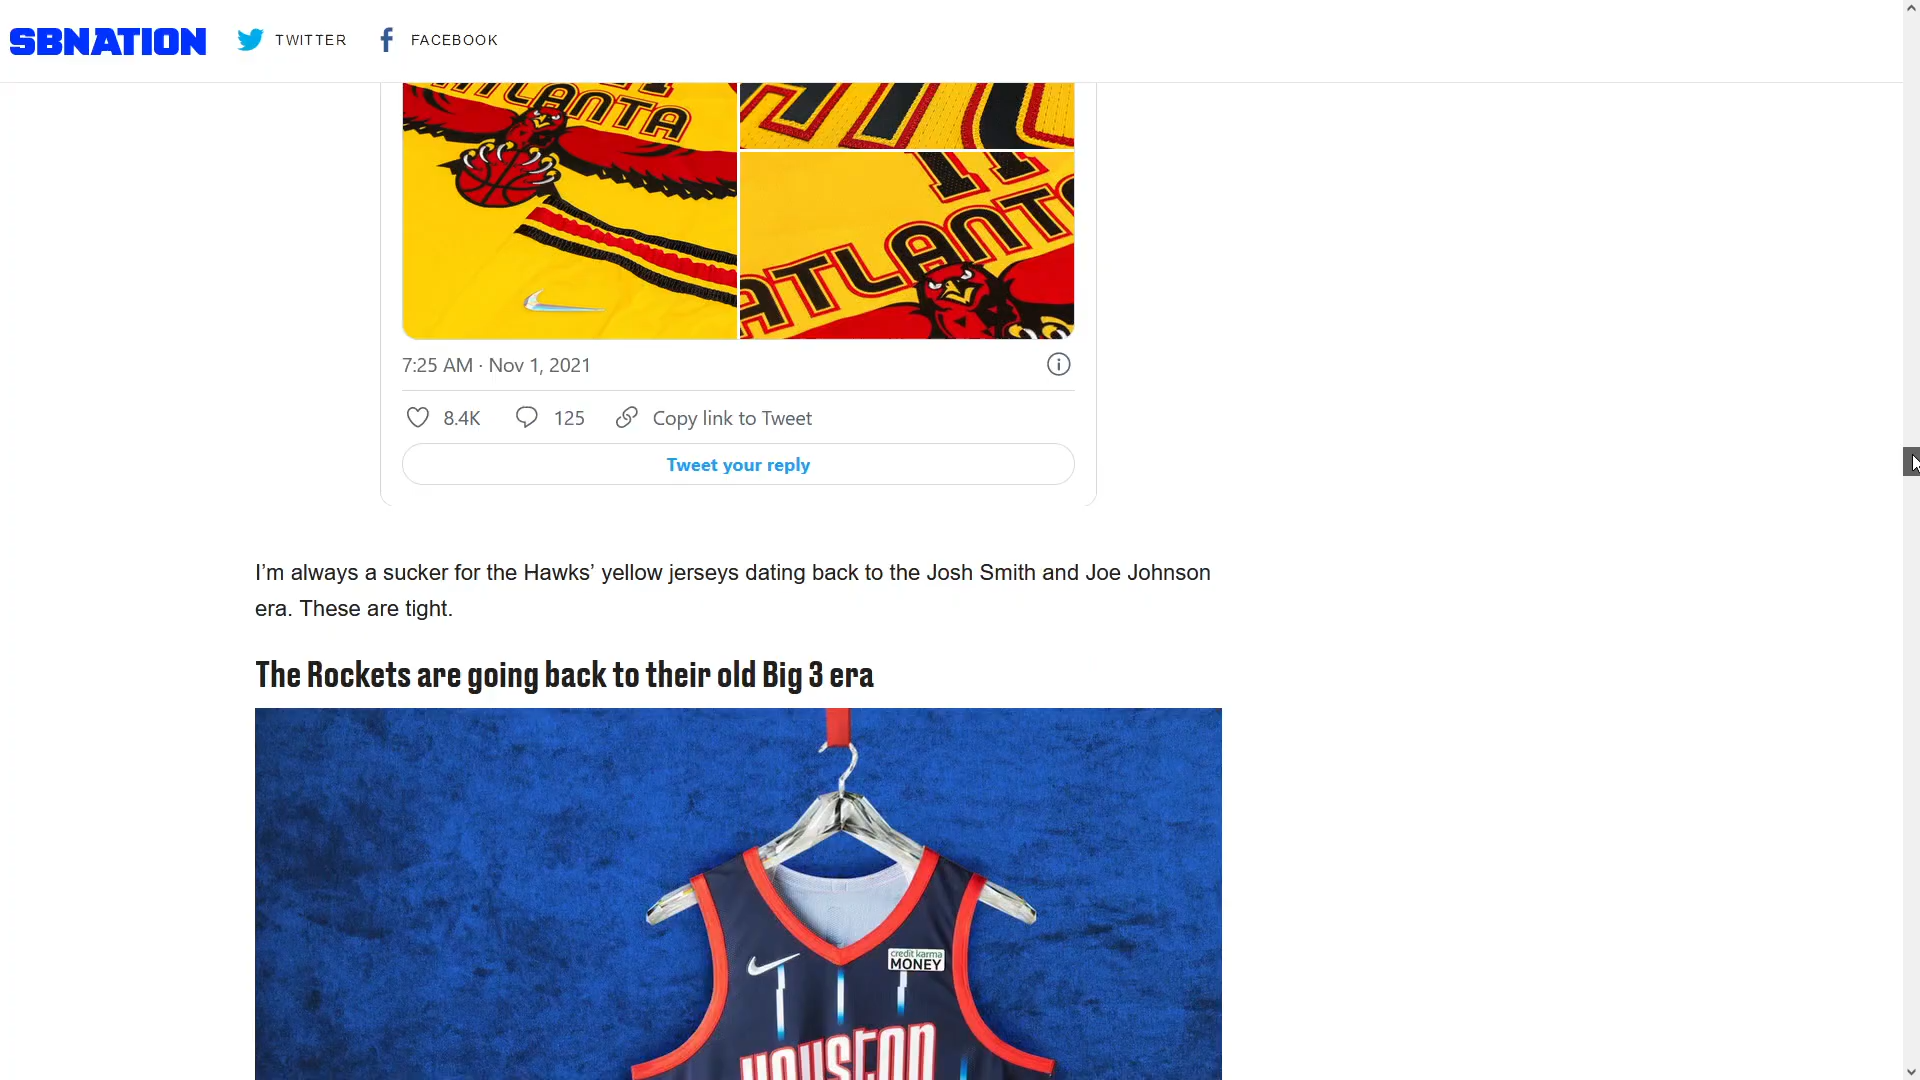 SBNATION
TWITTER
FACEBOOK
ATLANTA
11
ATLANTA
7:25 AM · Nov 1, 2021
8.4K
125
Copy link to Tweet
Tweet your reply
I’m always a sucker for the Hawks’ yellow jerseys dating back to the Josh Smith and Joe Johnson
era. These are tight.
The Rockets are going back to their old Big 3 era
credit karma
MONEY
HOUSTON